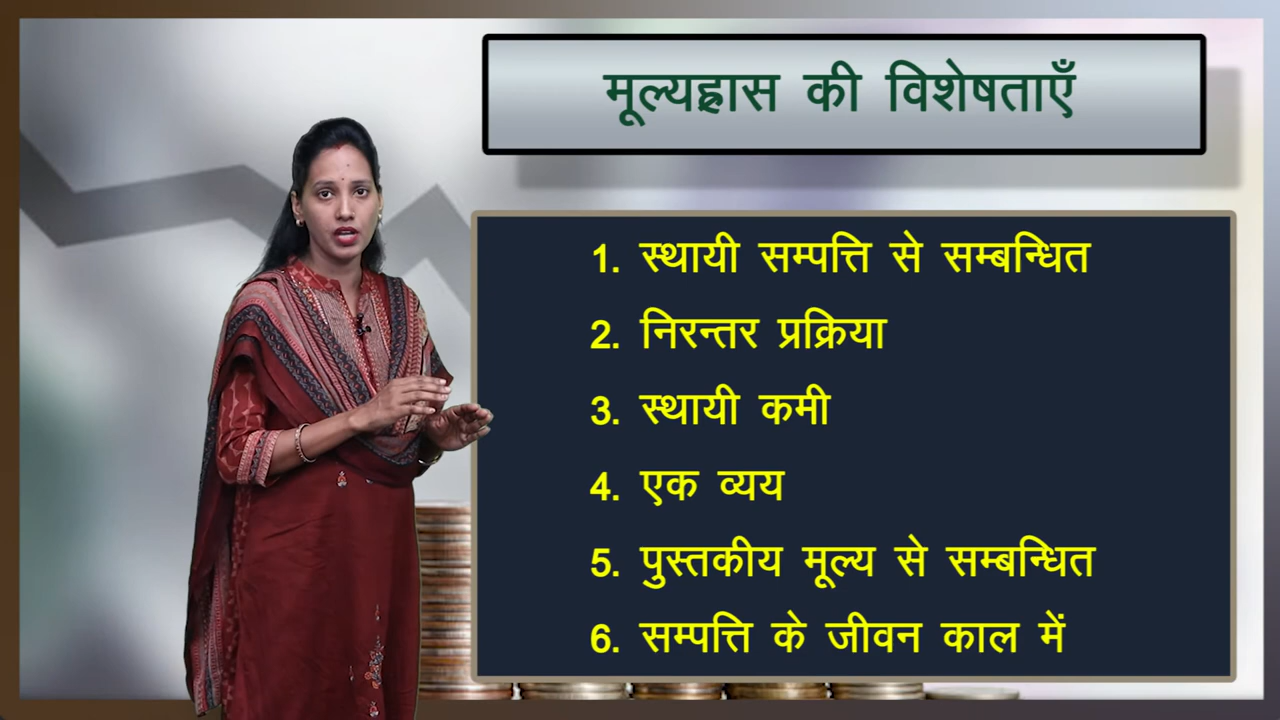 मूल्यह्रास की विशेषताएँ
1. स्थायी सम्पत्ति से सम्बन्धित
2. निरन्तर प्रक्रिया
3. स्थायी कमी
4. एक व्यय
5. पुस्तकीय मूल्य से सम्बन्धित
6. सम्पत्ति के जीवन काल में